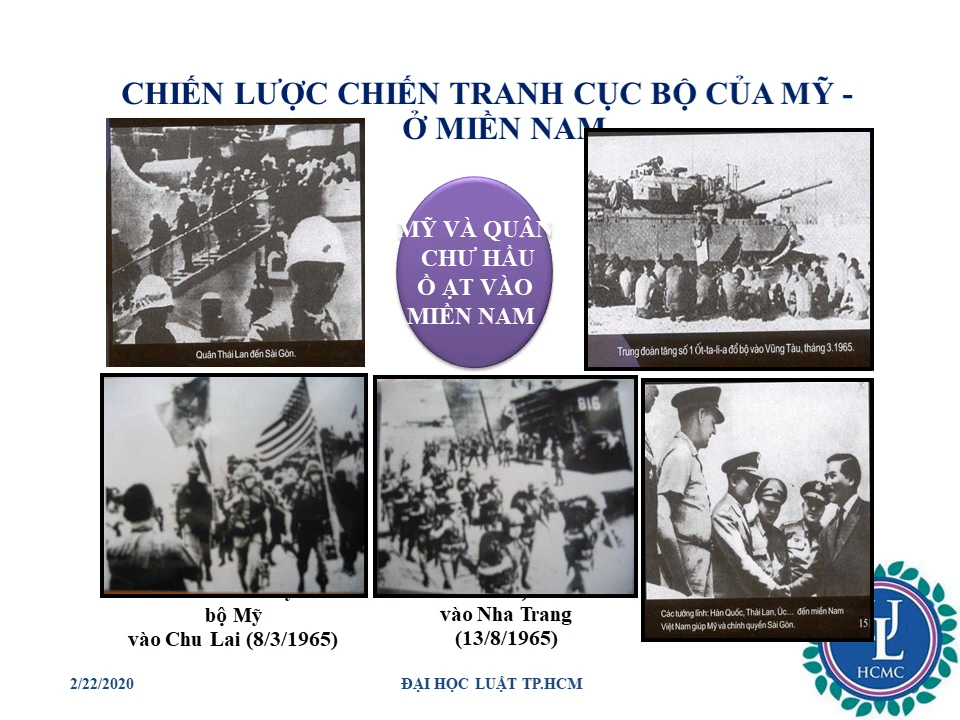 CHIẾN LƯỢC CHIẾN TRANH CỤC BỘ CỦA MỸ -
Ở MIỀN NAM
MỸ VÀ QUÂN
CHƯ HẦU
Ồ ẠT VÀO
MIỀN NAM
Quân Thái Lan đến Sài Gòn.
Trung đoàn tăng số 1 Ốt-ta-li-a đổ bộ vào Vũng Tàu, tháng 3.1965.
816
bộ Mỹ
vào Chu Lai (8/3/1965)
vào Nha Trang
(13/8/1965)
Các tướng lĩnh: Hàn Quốc, Thái Lan, Úc... đến miền Nam
Việt Nam giúp Mỹ và chính quyền Sài Gòn.
HCMC
2/22/2020
ĐẠI HỌC LUẬT TP.HCM